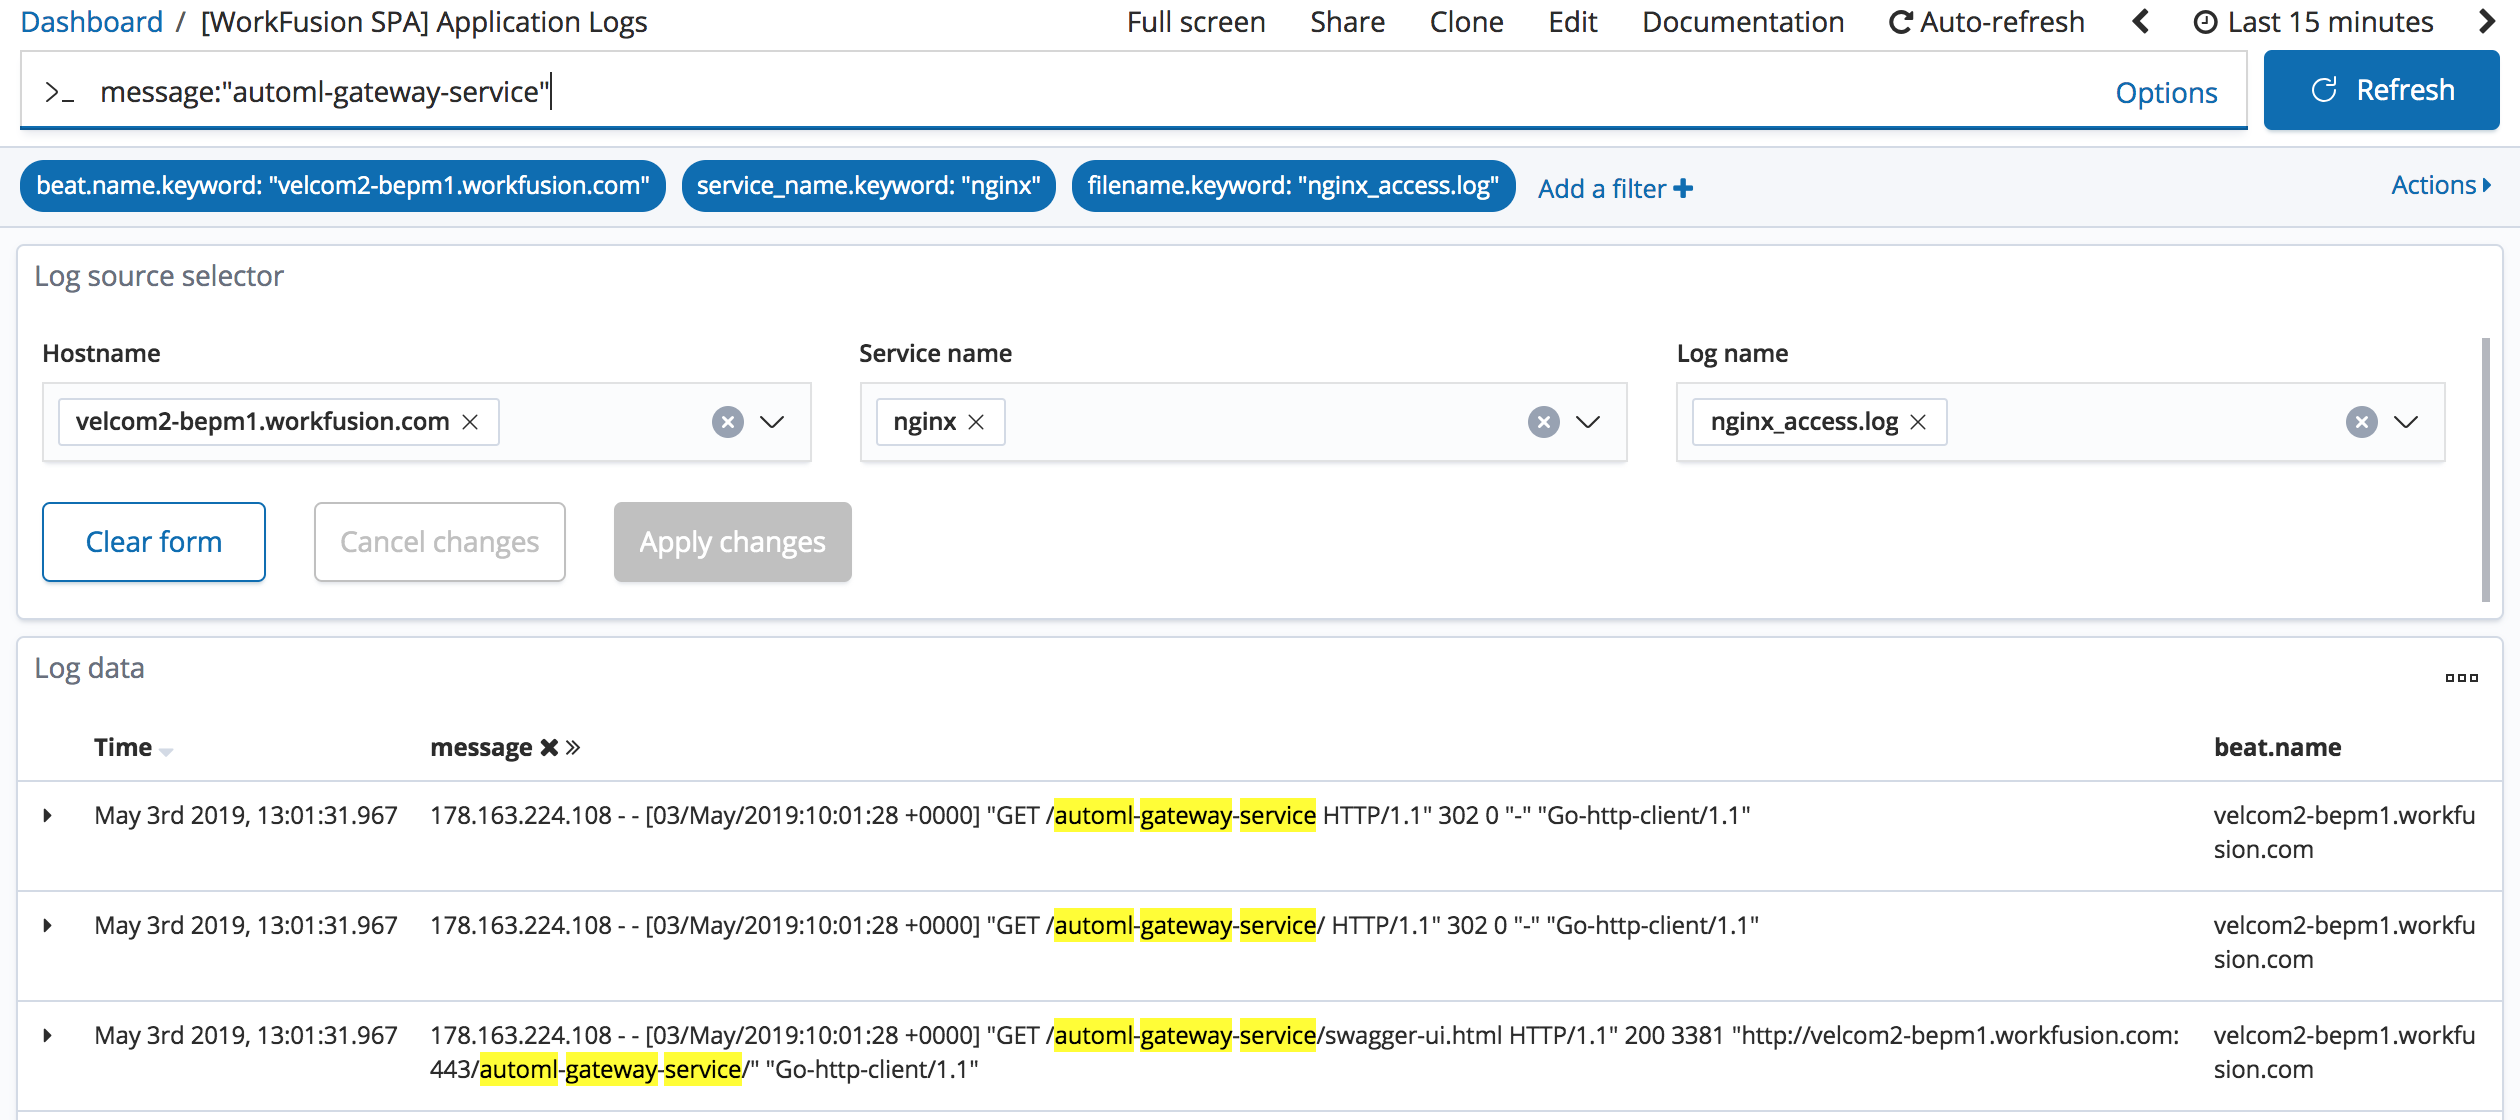 Dashboard / [WorkFusion SPA] Application Logs Full screen Share Clone Edit Documentation Auto-refresh Last 15 minutes
>_ message:"automl-gateway-service" Options Refresh
beat.name.keyword: "velcom2-bepm1.workfusion.com" service_name.keyword: "nginx" filename.keyword: "nginx_access.log" Add a filter + Actions
Log source selector
Hostname Service name Log name
velcom2-bepm1.workfusion.com × nginx × nginx_access.log ×
Clear form Cancel changes Apply changes
Log data
Time message beat.name
May 3rd 2019, 13:01:31.967 178.163.224.108 - - [03/May/2019:10:01:28 +0000] "GET /automl-gateway-service HTTP/1.1" 302 0 "-" "Go-http-client/1.1" velcom2-bepm1.workfu
sion.com
May 3rd 2019, 13:01:31.967 178.163.224.108 - - [03/May/2019:10:01:28 +0000] "GET /automl-gateway-service/ HTTP/1.1" 302 0 "-" "Go-http-client/1.1" velcom2-bepm1.workfu
sion.com
May 3rd 2019, 13:01:31.967 178.163.224.108 - - [03/May/2019:10:01:28 +0000] "GET /automl-gateway-service/swagger-ui.html HTTP/1.1" 200 3381 "http://velcom2-bepm1.workfusion.com: velcom2-bepm1.workfu
443/automl-gateway-service/" "Go-http-client/1.1" sion.com